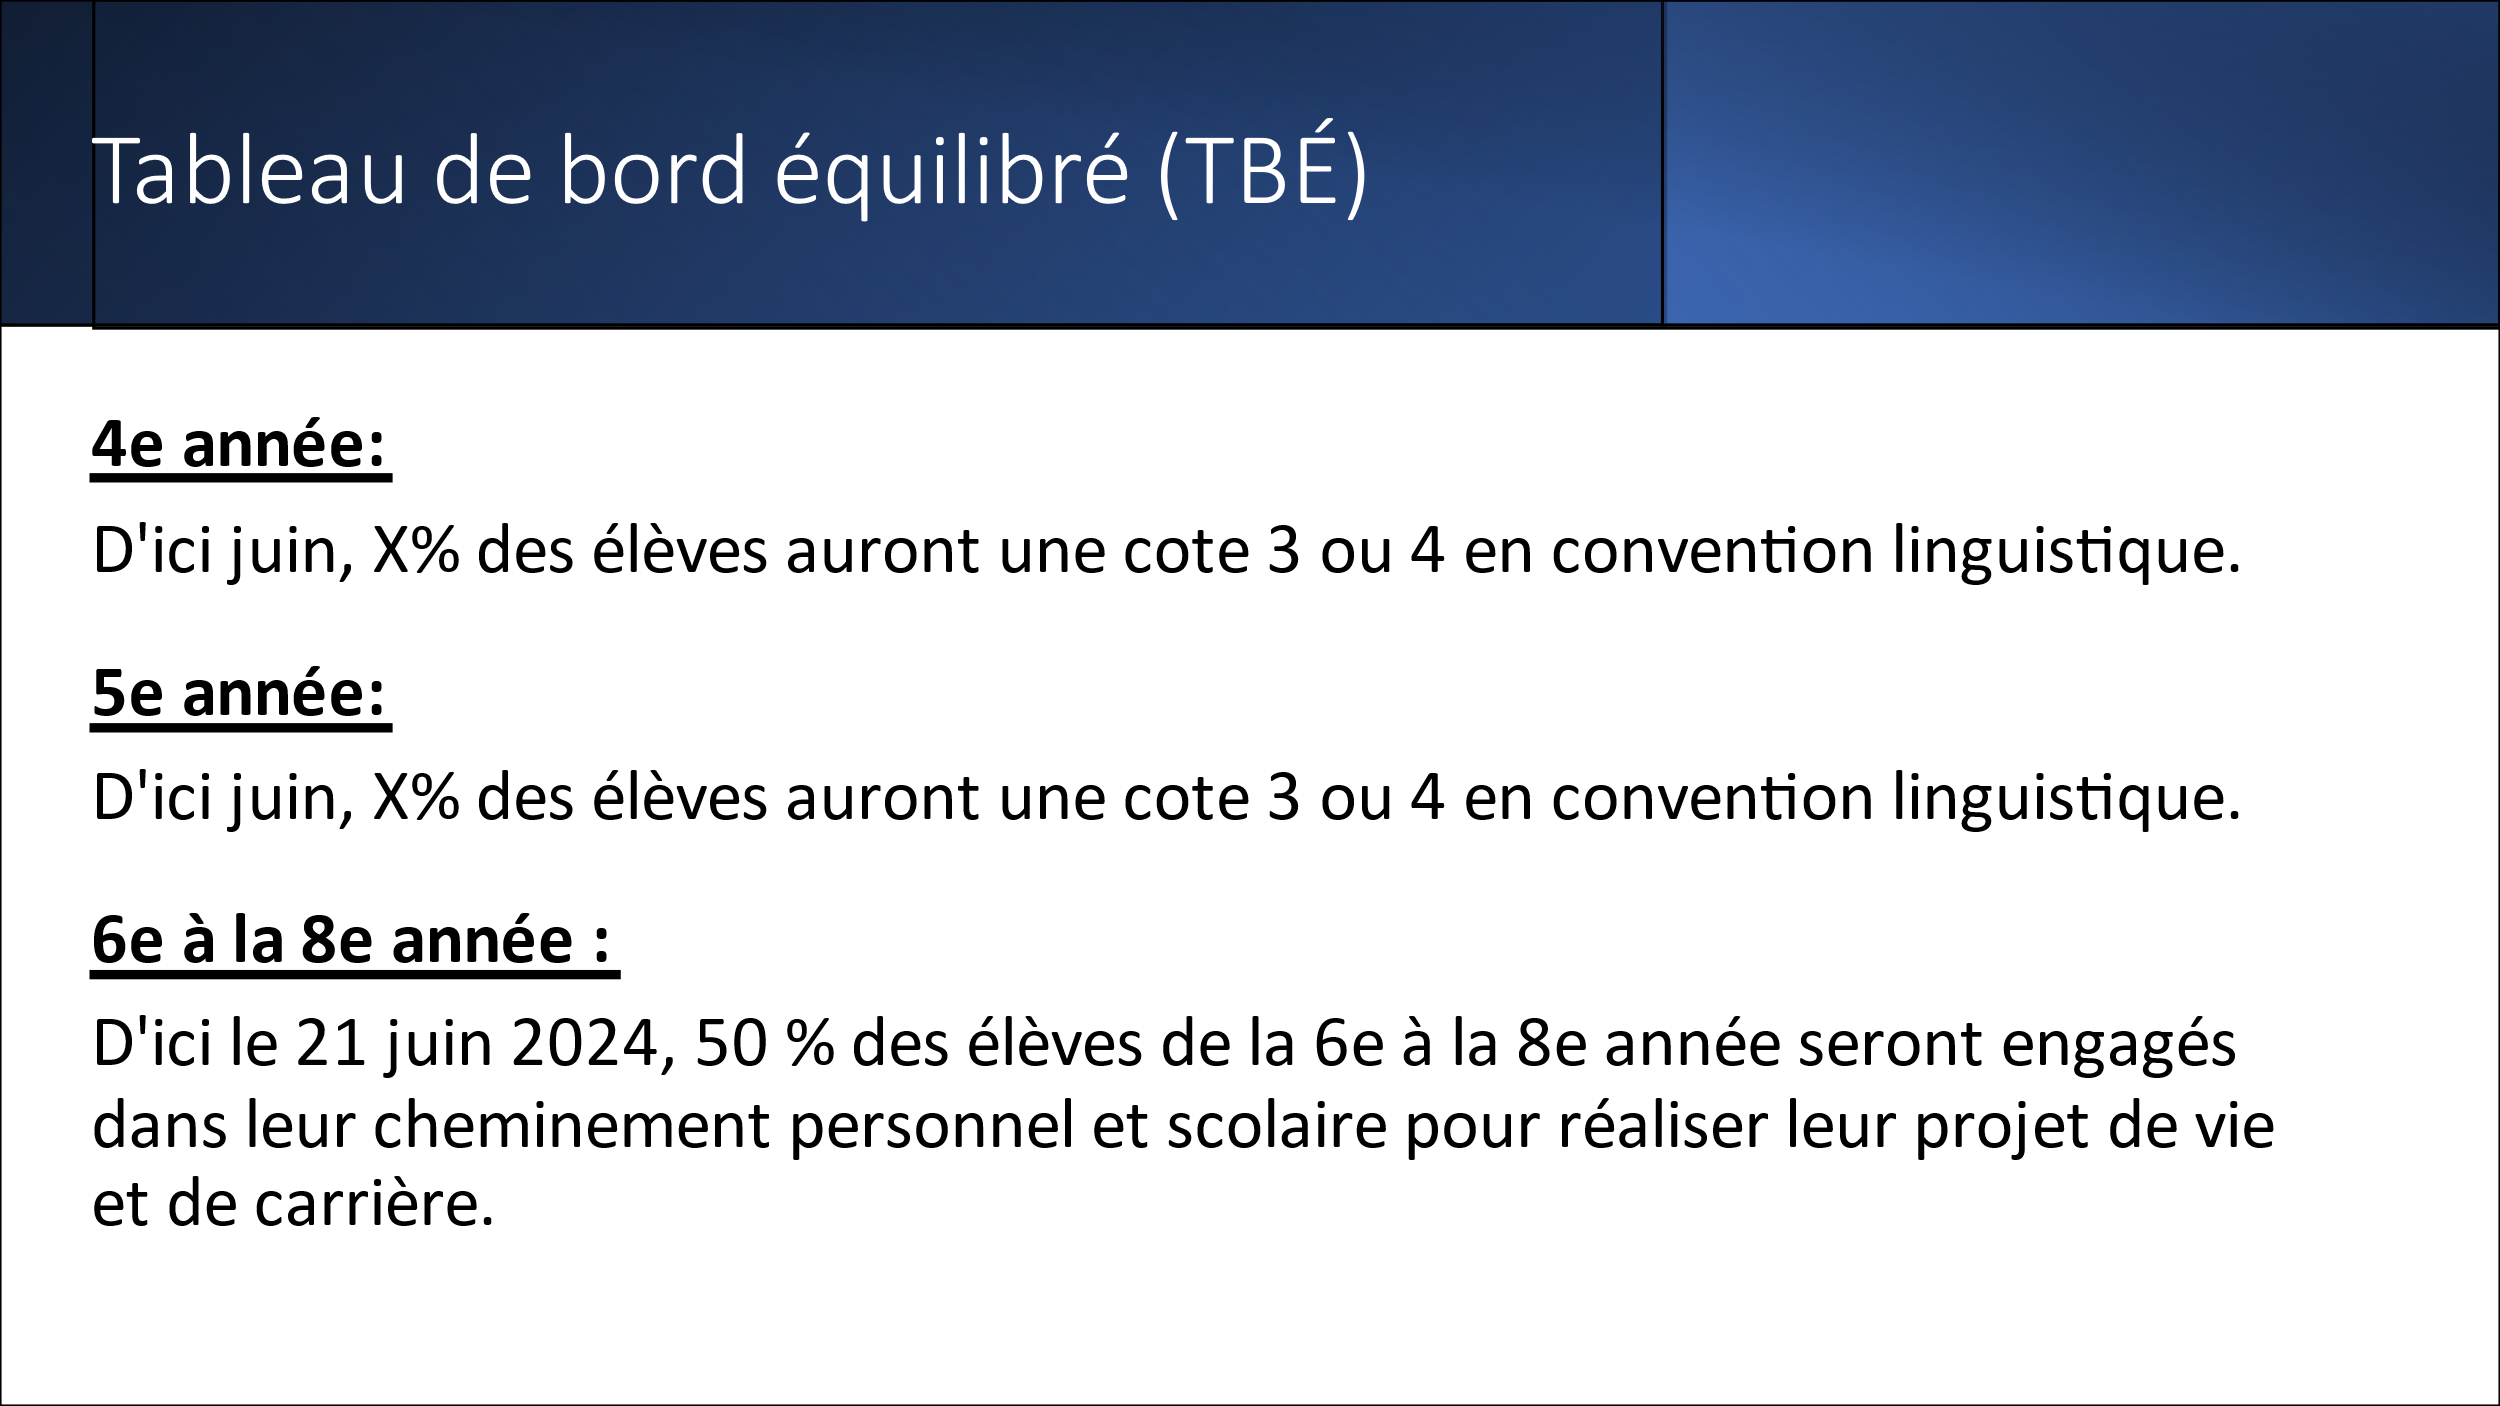 Tableau de bord équilibré (TBÉ)
4e année:
D'ici juin, X% des élèves auront une cote 3 ou 4 en convention linguistique.
5e année:
D'ici juin, X% des élèves auront une cote 3 ou 4 en convention linguistique.
6e à la 8e année :
D'ici le 21 juin 2024, 50 % des élèves de la 6e à la 8e année seront engagés
dans leur cheminement personnel et scolaire pour réaliser leur projet de vie
et de carrière.